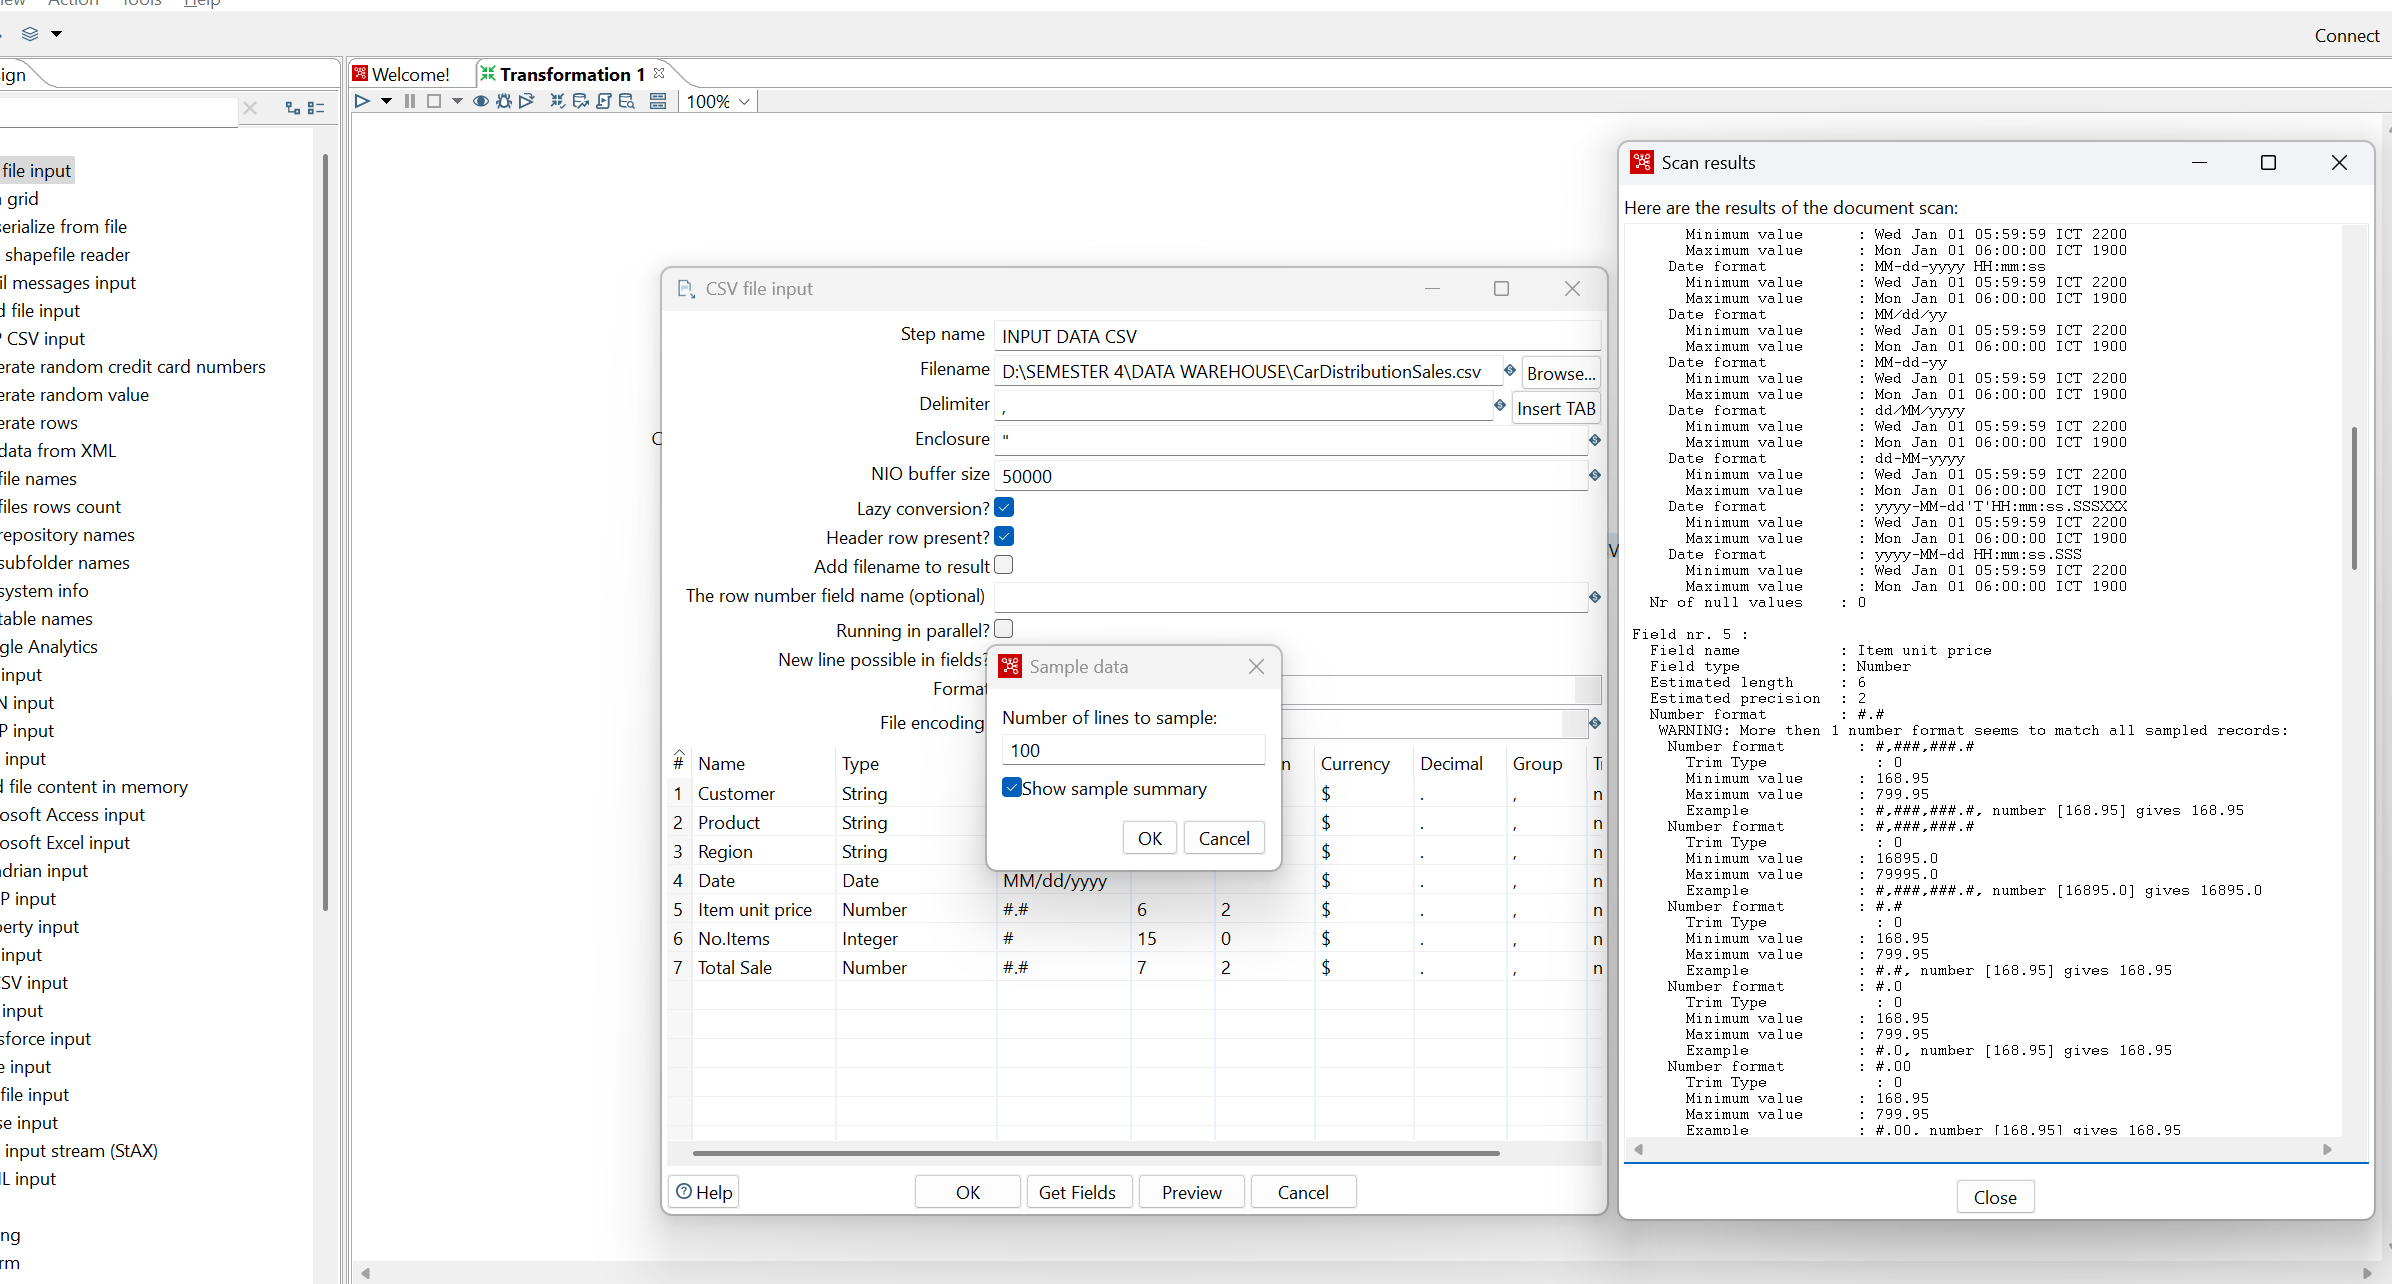 Action Tools Help
Connect
ign
Welcome!
Transformation 1
100%
file input
grid
serialize from file
shapefile reader
il messages input
d file input
P CSV input
erate random credit card numbers
erate random value
erate rows
data from XML
file names
files rows count
repository names
subfolder names
system info
table names
gle Analytics
input
N input
P input
input
d file content in memory
osoft Access input
osoft Excel input
drian input
P input
perty input
input
SV input
input
sforce input
e input
file input
se input
input stream (StAX)
IL input
ng
rm
CSV file input
Step name INPUT DATA CSV
Filename D:\SEMESTER 4\DATA WAREHOUSE\CarDistributionSales.csv Browse...
Delimiter , Insert TAB
Enclosure "
NIO buffer size 50000
Lazy conversion?
Header row present?
Add filename to result
The row number field name (optional)
Running in parallel?
New line possible in fields?
Format
File encoding
# Name Type n Currency Decimal Group
1 Customer String $ . , n
2 Product String $ . , n
3 Region String $ . , n
4 Date Date MM/dd/yyyy $ . , n
5 Item unit price Number #.# 6 2 $ . , n
6 No.Items Integer # 15 0 $ . , n
7 Total Sale Number #.# 7 2 $ . , n
Help OK Get Fields Preview Cancel
Sample data
Number of lines to sample:
100
Show sample summary
OK Cancel
Scan results
Here are the results of the document scan:
Minimum value : Wed Jan 01 05:59:59 ICT 2200
Maximum value : Mon Jan 01 06:00:00 ICT 1900
Date format : MM-dd-yyyy HH:mm:ss
Minimum value : Wed Jan 01 05:59:59 ICT 2200
Maximum value : Mon Jan 01 06:00:00 ICT 1900
Date format : MM/dd/yy
Minimum value : Wed Jan 01 05:59:59 ICT 2200
Maximum value : Mon Jan 01 06:00:00 ICT 1900
Date format : MM-dd-yy
Minimum value : Wed Jan 01 05:59:59 ICT 2200
Maximum value : Mon Jan 01 06:00:00 ICT 1900
Date format : dd/MM/yyyy
Minimum value : Wed Jan 01 05:59:59 ICT 2200
Maximum value : Mon Jan 01 06:00:00 ICT 1900
Date format : dd-MM-yyyy
Minimum value : Wed Jan 01 05:59:59 ICT 2200
Maximum value : Mon Jan 01 06:00:00 ICT 1900
Date format : yyyy-MM-dd'T'HH:mm:ss.SSSXXX
Minimum value : Wed Jan 01 05:59:59 ICT 2200
Maximum value : Mon Jan 01 06:00:00 ICT 1900
Date format : yyyy-MM-dd HH:mm:ss.SSS
Minimum value : Wed Jan 01 05:59:59 ICT 2200
Maximum value : Mon Jan 01 06:00:00 ICT 1900
Nr of null values : 0
Field nr. 5 :
Field name : Item unit price
Field type : Number
Estimated length : 6
Estimated precision : 2
Number format : #.#
WARNING: More then 1 number format seems to match all sampled records:
Number format : #,###,###.#
Trim Type : 0
Minimum value : 168.95
Maximum value : 799.95
Example : #,###,###.#, number [168.95] gives 168.95
Number format : #,###,###.#
Trim Type : 0
Minimum value : 16895.0
Maximum value : 79995.0
Example : #,###,###.#, number [16895.0] gives 16895.0
Number format : #.#
Trim Type : 0
Minimum value : 168.95
Maximum value : 799.95
Example : #.#, number [168.95] gives 168.95
Number format : #.0
Trim Type : 0
Minimum value : 168.95
Maximum value : 799.95
Example : #.0, number [168.95] gives 168.95
Number format : #.00
Trim Type : 0
Minimum value : 168.95
Maximum value : 799.95
Example : #.00, number [168.95] gives 168.95
Close